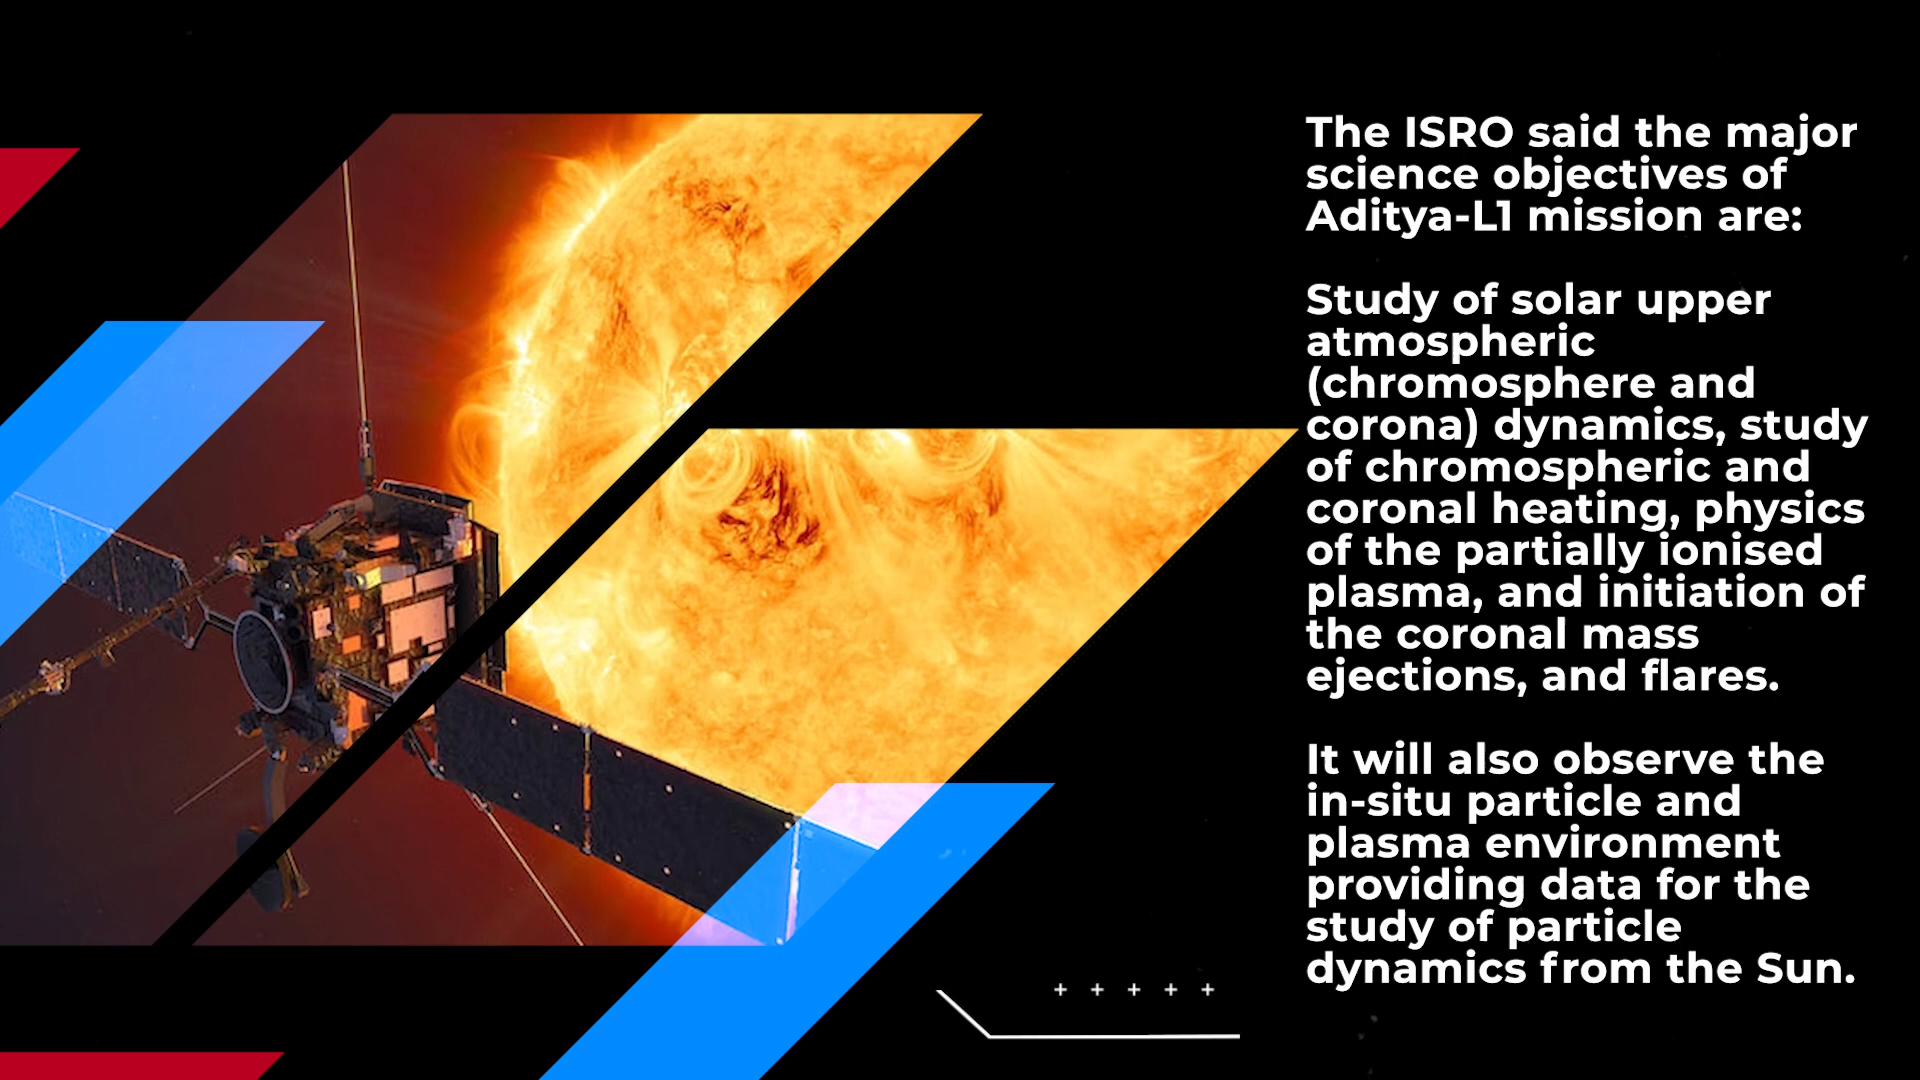 The ISRO said the major
science objectives of
Aditya-L1 mission are:
Study of solar upper
atmospheric
(chromosphere and
corona) dynamics, study
of chromospheric and
coronal heating, physics
of the partially ionised
plasma, and initiation of
the coronal mass
ejections, and flares.
It will also observe the
in-situ particle and
plasma environment
providing data for the
study of particle
dynamics from the Sun.